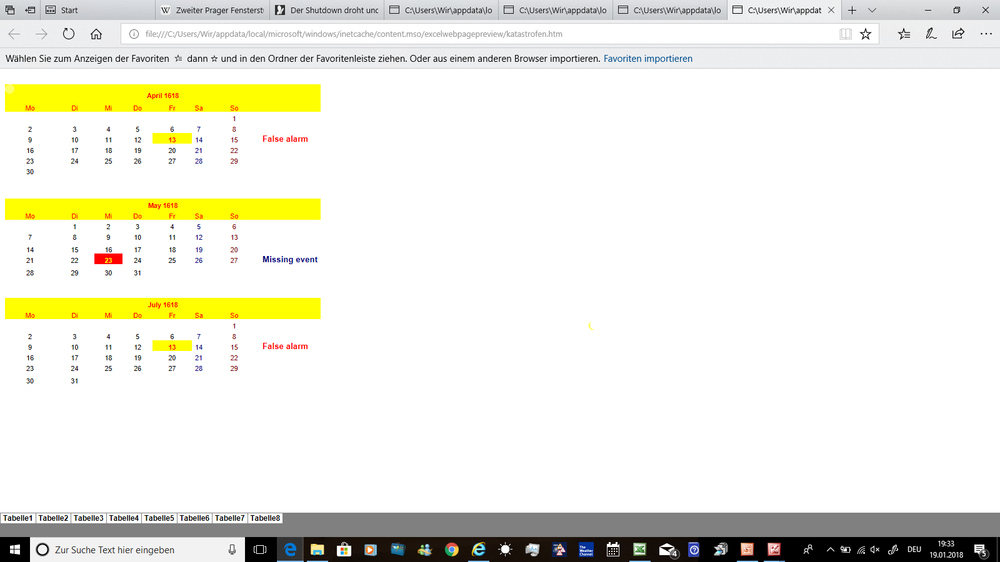 Start
Zweiter Prager Fensterst
Der Shutdown droht unc
C:\Users\Wir\appdata\lo
C:\Users\Wir\appdata\lo
C:\Users\Wir\appdata\lo
C:\Users\Wir\appdat
file:///C:/Users/Wir/appdata/local/microsoft/windows/inetcache/content.mso/excelwebpagepreview/katastrofen.htm
Wählen Sie zum Anzeigen der Favoriten dann und in den Ordner der Favoritenleiste ziehen. Oder aus einem anderen Browser importieren. Favoriten importieren
April 1618
Mo Di Mi Do Fr Sa So
1
2 3 4 5 6 7 8
9 10 11 12 13 14 15 False alarm
16 17 18 19 20 21 22
23 24 25 26 27 28 29
30
May 1618
Mo Di Mi Do Fr Sa So
1 2 3 4 5 6
7 8 9 10 11 12 13
14 15 16 17 18 19 20
21 22 23 24 25 26 27 Missing event
28 29 30 31
July 1618
Mo Di Mi Do Fr Sa So
1
2 3 4 5 6 7 8
9 10 11 12 13 14 15 False alarm
16 17 18 19 20 21 22
23 24 25 26 27 28 29
30 31
Tabelle1 Tabelle2 Tabelle3 Tabelle4 Tabelle5 Tabelle6 Tabelle7 Tabelle8
Zur Suche Text hier eingeben
The
Weather
Channel
4
DEU
19:33
19.01.2018
5